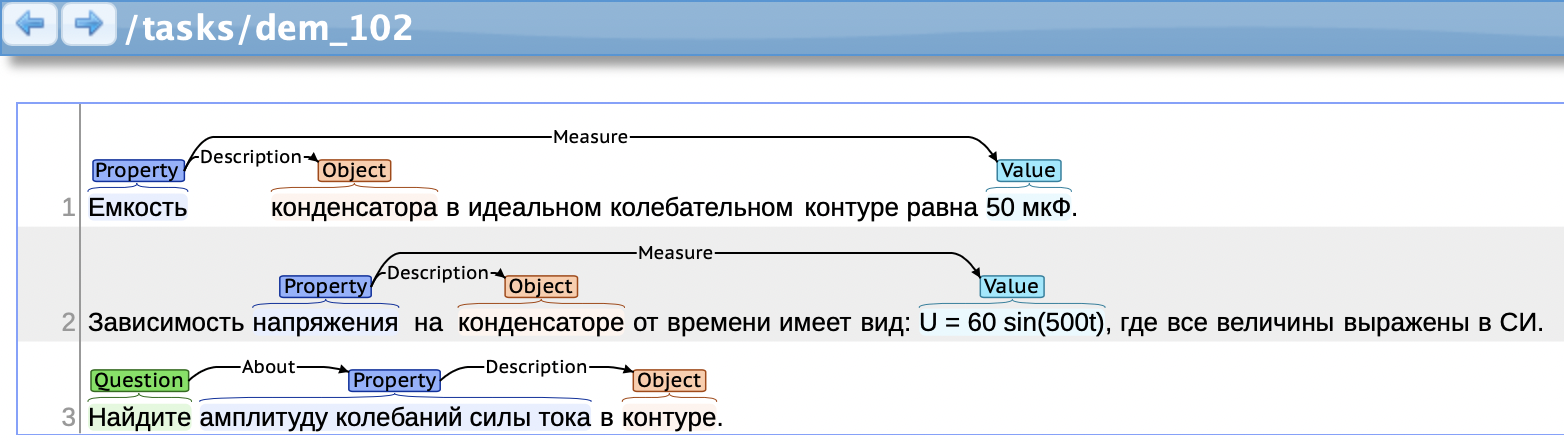 /tasks/dem_102
Measure
Description
Property Object Value
1 Емкость конденсатора в идеальном колебательном контуре равна 50 мкФ.
Measure
Description
Property Object Value
2 Зависимость напряжения на конденсаторе от времени имеет вид: U = 60 sin(500t), где все величины выражены в СИ.
About Description
Question Property Object
3 Найдите амплитуду колебаний силы тока в контуре.